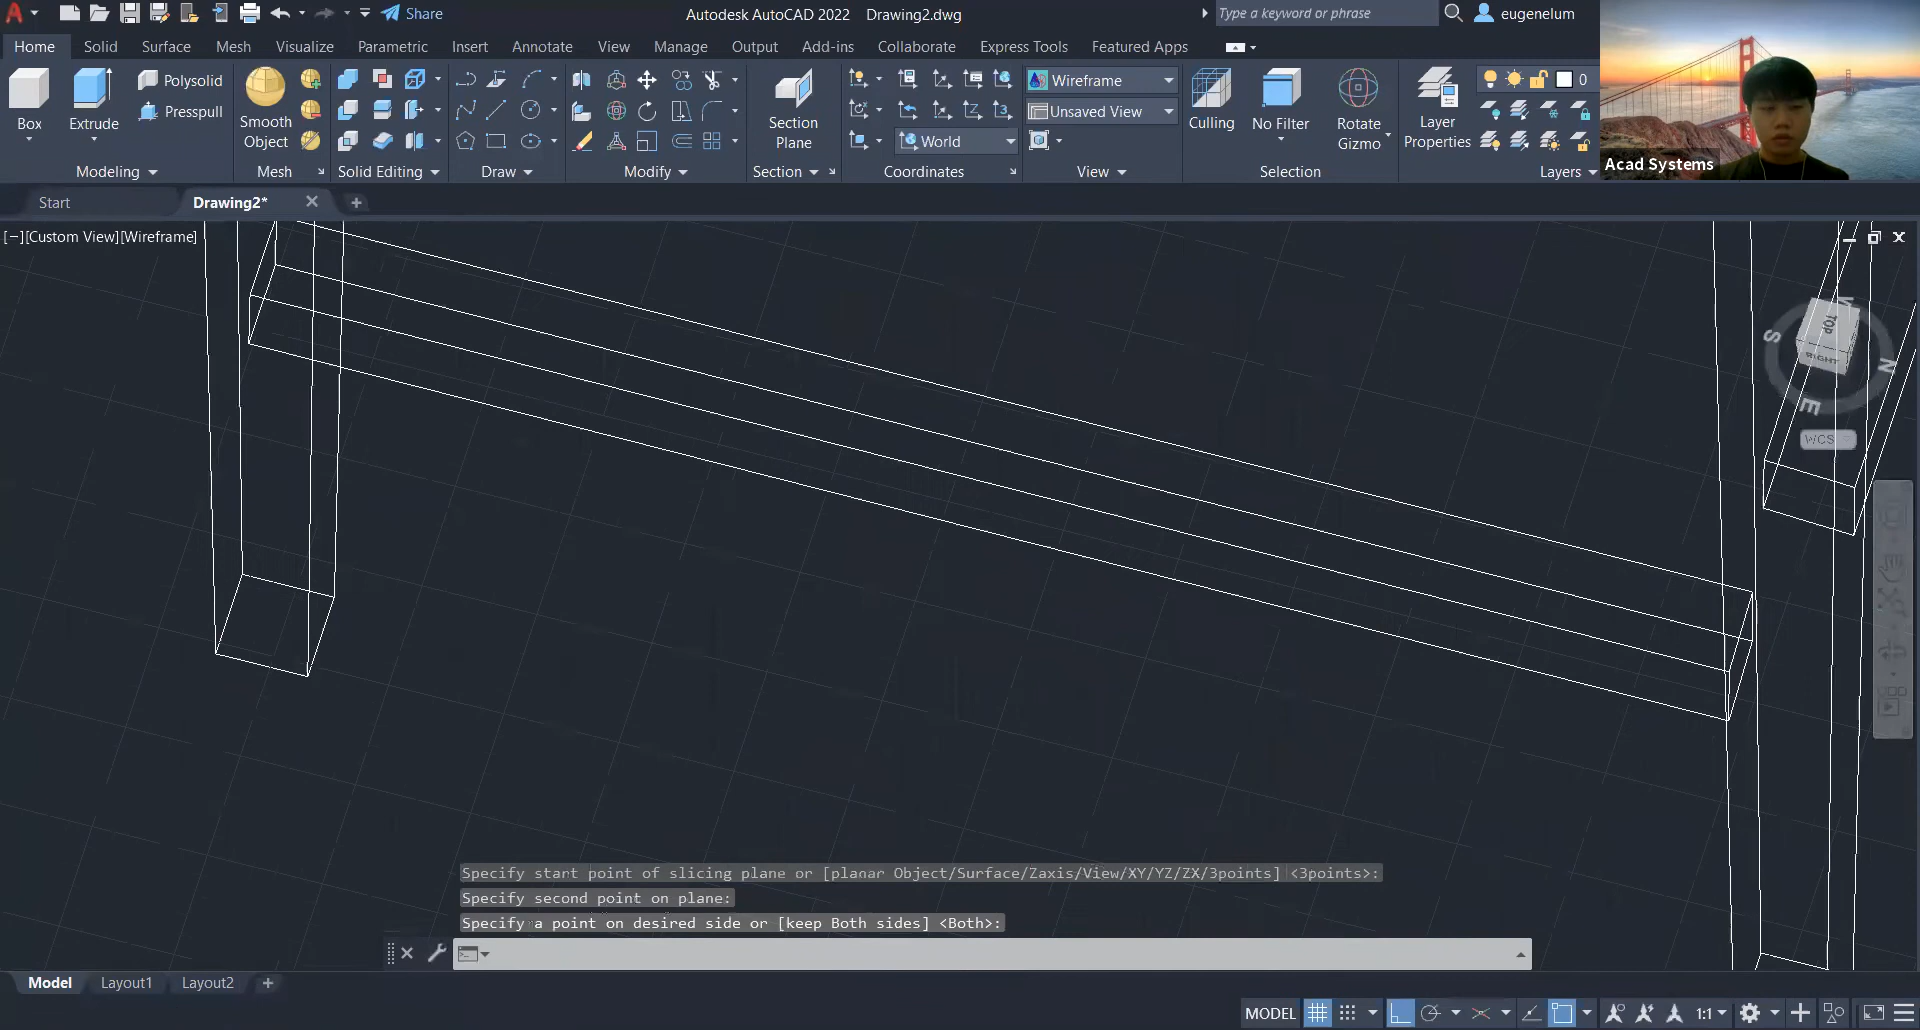 Share
Autodesk AutoCAD 2022 Drawing2.dwg
Type a keyword or phrase
eugenelum
Home Solid Surface Mesh Visualize Parametric Insert Annotate View Manage Output Add-ins Collaborate Express Tools Featured Apps
Box
Extrude
Polysolid
Presspull
Smooth
Object
Section
Plane
World
Wireframe
Unsaved View
Culling
No Filter
Rotate
Gizmo
Layer
Properties
0
Modeling
Mesh
Solid Editing
Draw
Modify
Section
Coordinates
View
Selection
Layers
Acad Systems
Start
Drawing2*
[−][Custom View][Wireframe]
TOP
RIGHT
S
N
E
WCS
Specify start point of slicing plane or [planar Object/Surface/Zaxis/View/XY/YZ/ZX/3points] <3points>:
Specify second point on plane:
Specify a point on desired side or [keep Both sides] <Both>:
Model
Layout1
Layout2
MODEL
1:1